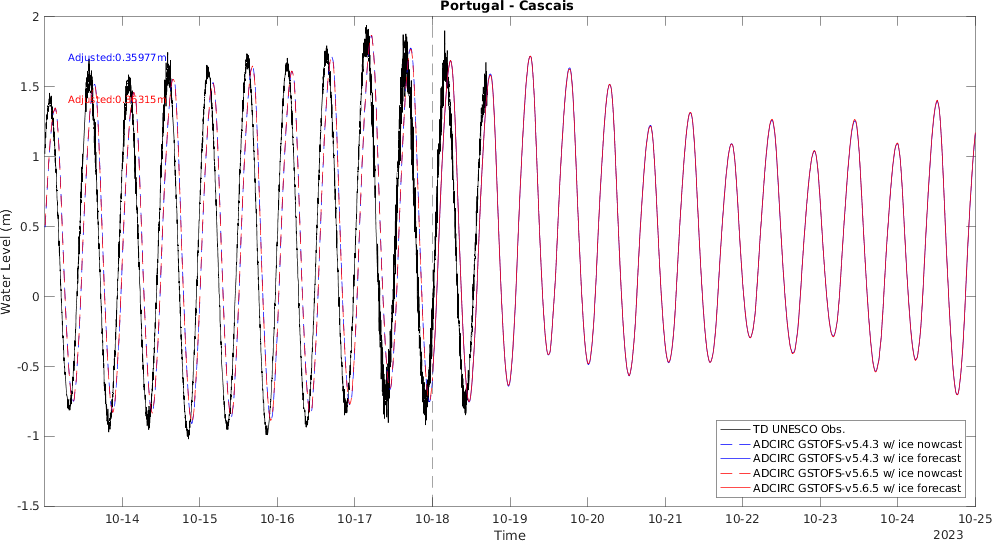 Portugal - Cascais
2
1.5
1
0.5
0
-0.5
-1
-1.5
Water Level (m)
Adjusted:0.35977m
10-14
10-15
10-16
10-17
10-18
10-19
10-20
10-21
10-22
10-23
10-24
10-25
Time
2023
TD UNESCO Obs.
ADCIRC GSTOFS-v5.4.3 w/ ice nowcast
ADCIRC GSTOFS-v5.4.3 w/ ice forecast
ADCIRC GSTOFS-v5.6.5 w/ ice nowcast
ADCIRC GSTOFS-v5.6.5 w/ ice forecast